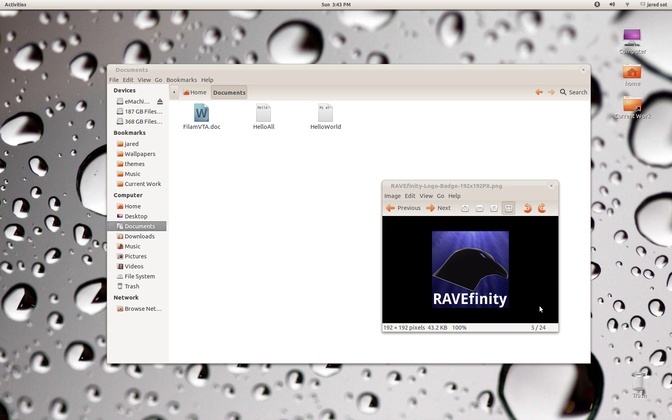 Activities
Sun 3:43 PM
jared sot
Computer
home
Current Work
Trash
Documents
File Edit View Go Bookmarks Help
Home Documents Search
Devices
eMachi...
187 GB Files...
368 GB Files...
Bookmarks
jared
Wallpapers
themes
Music
Current Work
Computer
Home
Desktop
Documents
Downloads
Music
Pictures
Videos
File System
Trash
Network
Browse Net...
FilamVTA.doc HelloAll HelloWorld
RAVEfinity-Logo-Badge-192x192PX.png
Image Edit View Go Help
Previous Next
RAVEfinity
192 × 192 pixels 43.2 KB 100% 5 / 24